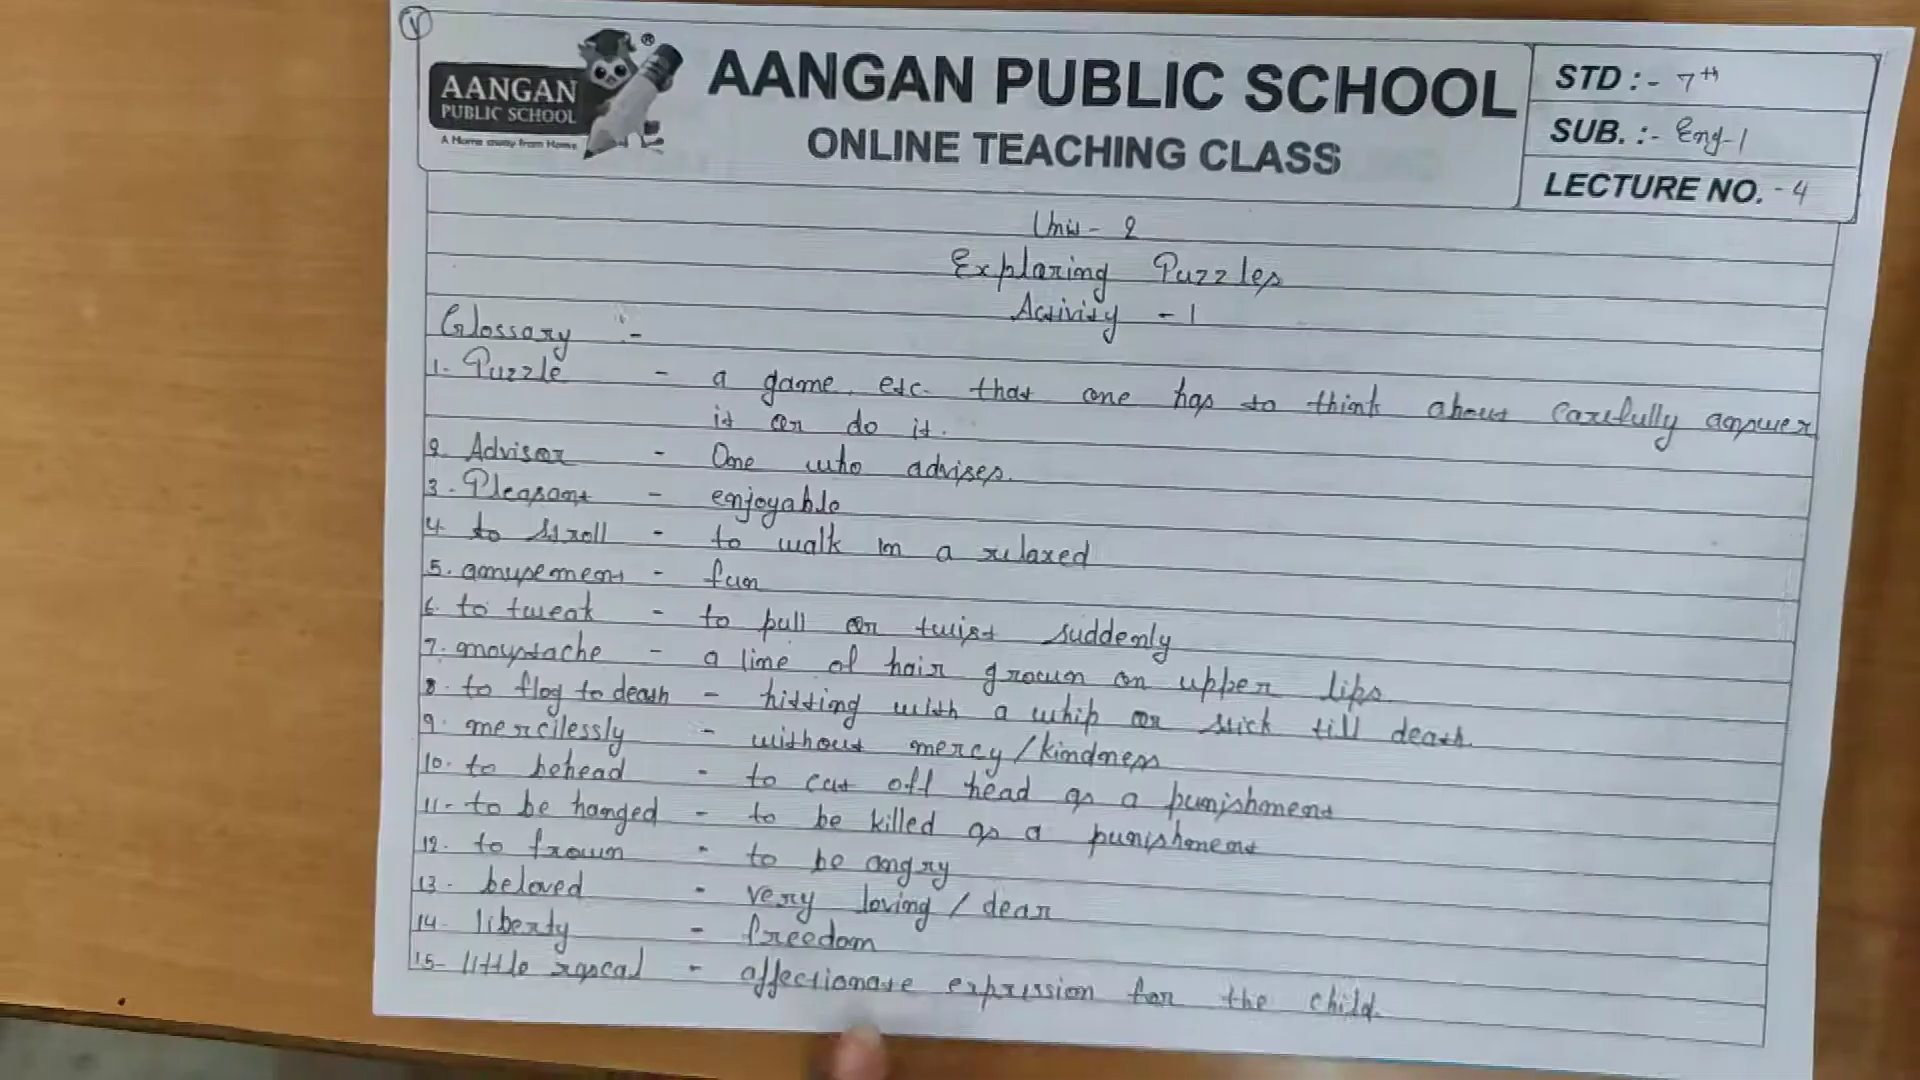 V
AANGAN
PUBLIC SCHOOL
A Home away from Home
®
AANGAN PUBLIC SCHOOL
ONLINE TEACHING CLASS
STD :- 7th
SUB. :- Eng-1
LECTURE NO. - 4
Unit - 2
Exploring Puzzles
Activity - 1
Glossary :-
1. Puzzle - a game etc. that one has to think about carefully answer
it or do it.
2. Advisor - One who advises.
3. Pleasant - enjoyable
4. to stroll - to walk in a relaxed
5. amusement - fun
6. to tweak - to pull or twist suddenly
7. moustache - a line of hair grown on upper lips.
8. to flog to death - hitting with a whip or stick till death.
9. mercilessly - without mercy/kindness
10. to behead - to cut off head as a punishment
11. to be hanged - to be killed as a punishment
12. to frown - to be angry
13. beloved - very loving / dear
14. liberty - freedom
15. little rascal - affectionate expression for the child.